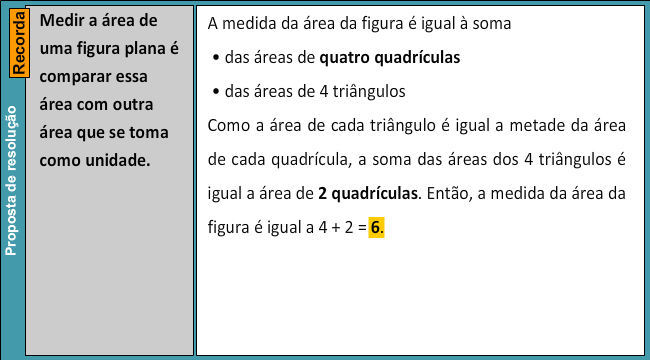 Recorda
Proposta de resolução
Medir a área de
uma figura plana é
comparar essa
área com outra
área que se toma
como unidade.
A medida da área da figura é igual à soma
• das áreas de quatro quadrículas
• das áreas de 4 triângulos
Como a área de cada triângulo é igual a metade da área
de cada quadrícula, a soma das áreas dos 4 triângulos é
igual a área de 2 quadrículas. Então, a medida da área da
figura é igual a 4 + 2 = 6.